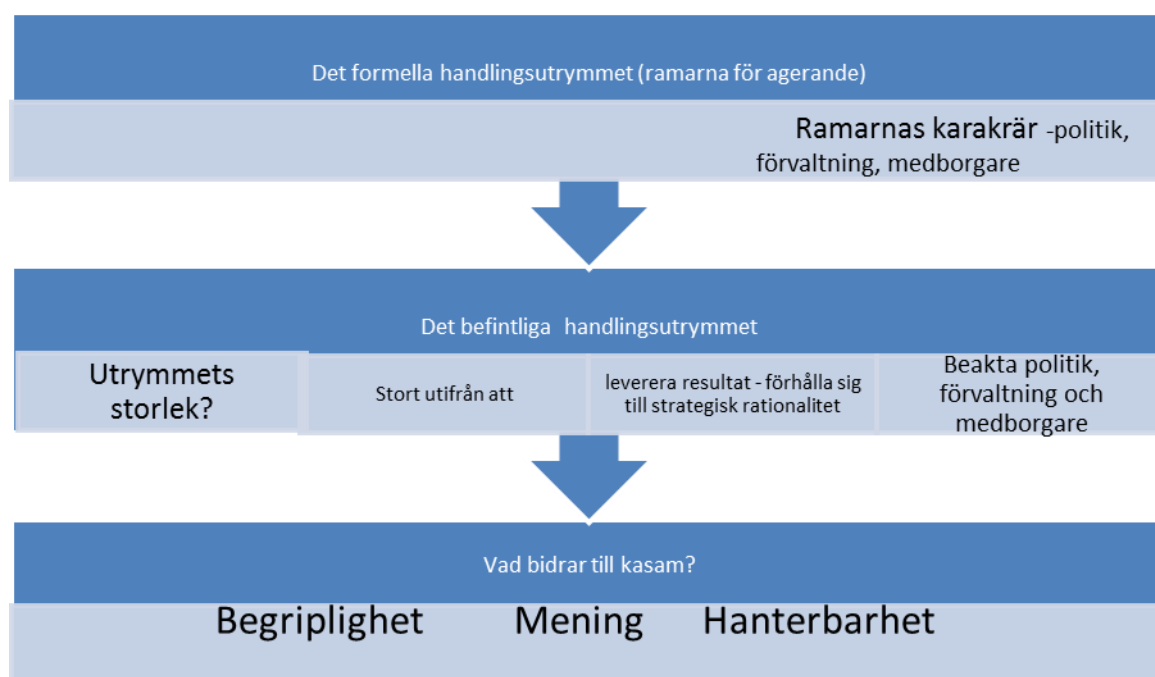 Det formella handlingsutrymmet (ramarna för agerande)
Ramarnas karakrär -politik,
förvaltning, medborgare
Det befintliga handlingsutrymmet
Utrymmets
storlek?
Stort utifrån att
leverera resultat - förhålla sig
till strategisk rationalitet
Beakta politik,
förvaltning och
medborgare
Vad bidrar till kasam?
Begriplighet Mening Hanterbarhet